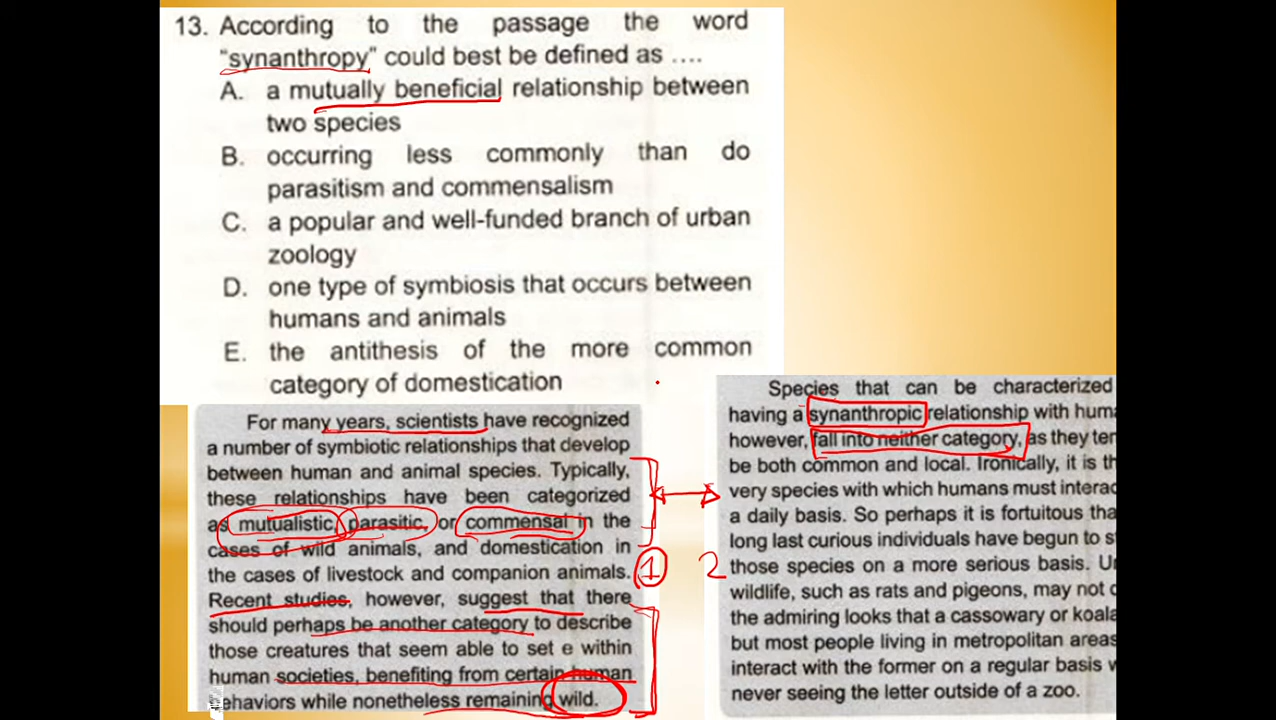 13. According to the passage the word
"synanthropy" could best be defined as ....
A. a mutually beneficial relationship between
two species
B. occurring less commonly than do
parasitism and commensalism
C. a popular and well-funded branch of urban
zoology
D. one type of symbiosis that occurs between
humans and animals
E. the antithesis of the more common
category of domestication
For many years, scientists have recognized
a number of symbiotic relationships that develop
between human and animal species. Typically,
these relationships have been categorized
as mutualistic, parasitic, or commensal in the
cases of wild animals, and domestication in
the cases of livestock and companion animals.
Recent studies, however, suggest that there
should perhaps be another category to describe
those creatures that seem able to set e within
human societies, benefiting from certain human
behaviors while nonetheless remaining wild.
1
2
Species that can be characterized
having a synanthropic relationship with huma
however, fall into neither category, as they ten
be both common and local. Ironically, it is th
very species with which humans must interac
a daily basis. So perhaps it is fortuitous tha
long last curious individuals have begun to st
those species on a more serious basis. Ur
wildlife, such as rats and pigeons, may not
the admiring looks that a cassowary or koala
but most people living in metropolitan areas
interact with the former on a regular basis w
never seeing the letter outside of a zoo.